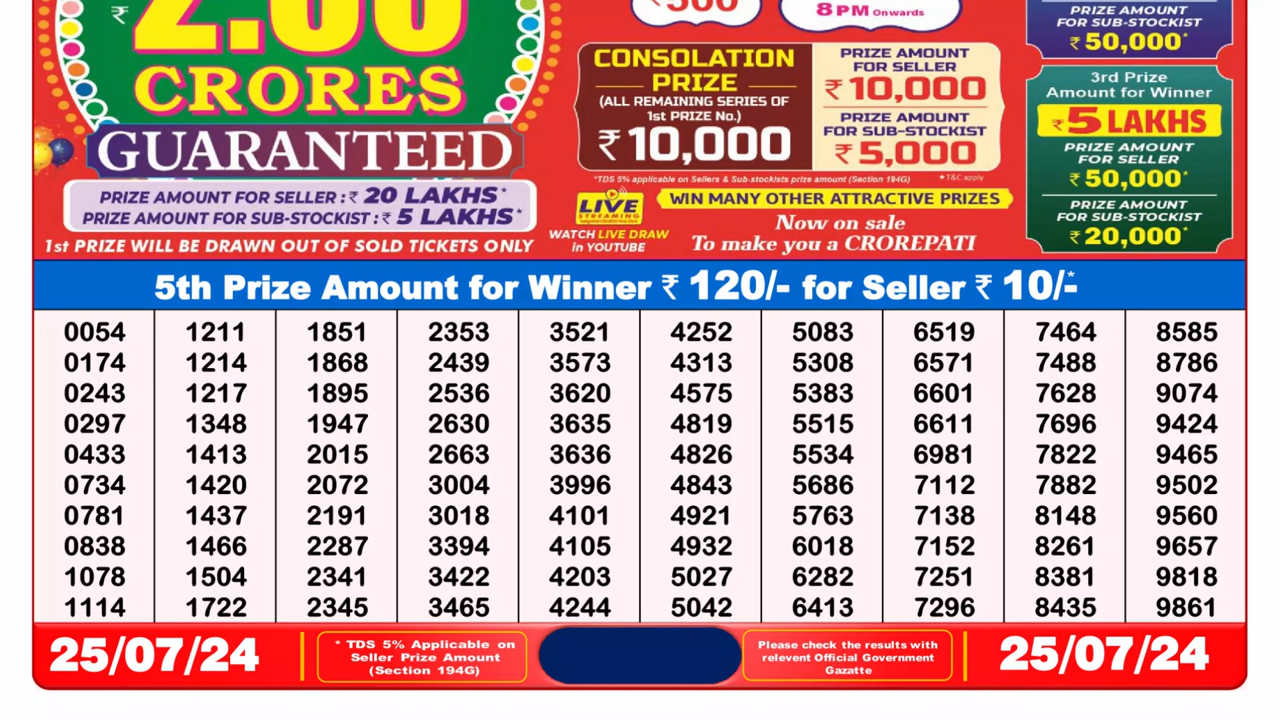 ₹ 2.00
CRORES
GUARANTEED
PRIZE AMOUNT FOR SELLER : ₹ 20 LAKHS*
PRIZE AMOUNT FOR SUB-STOCKIST : ₹ 5 LAKHS*
1st PRIZE WILL BE DRAWN OUT OF SOLD TICKETS ONLY
₹500
8 PM Onwards
CONSOLATION
PRIZE
(ALL REMAINING SERIES OF
1st PRIZE No.)
₹ 10,000
PRIZE AMOUNT
FOR SELLER
₹ 10,000
PRIZE AMOUNT
FOR SUB-STOCKIST
₹ 5,000
*TDS 5% applicable on Sellers & Sub-stockists prize amount (Section 194G)
★T&C apply
LIVE
STREAMING
WATCH LIVE DRAW
in YOUTUBE
WIN MANY OTHER ATTRACTIVE PRIZES
Now on sale
To make you a CROREPATI
PRIZE AMOUNT
FOR SUB-STOCKIST
₹ 50,000*
3rd Prize
Amount for Winner
₹ 5 LAKHS
PRIZE AMOUNT
FOR SELLER
₹ 50,000*
PRIZE AMOUNT
FOR SUB-STOCKIST
₹ 20,000*
5th Prize Amount for Winner ₹ 120/- for Seller ₹ 10/-*
0054 1211 1851 2353 3521 4252 5083 6519 7464 8585
0174 1214 1868 2439 3573 4313 5308 6571 7488 8786
0243 1217 1895 2536 3620 4575 5383 6601 7628 9074
0297 1348 1947 2630 3635 4819 5515 6611 7696 9424
0433 1413 2015 2663 3636 4826 5534 6981 7822 9465
0734 1420 2072 3004 3996 4843 5686 7112 7882 9502
0781 1437 2191 3018 4101 4921 5763 7138 8148 9560
0838 1466 2287 3394 4105 4932 6018 7152 8261 9657
1078 1504 2341 3422 4203 5027 6282 7251 8381 9818
1114 1722 2345 3465 4244 5042 6413 7296 8435 9861
25/07/24
* TDS 5% Applicable on
Seller Prize Amount
(Section 194G)
Please check the results with
relevent Official Government
Gazatte
25/07/24